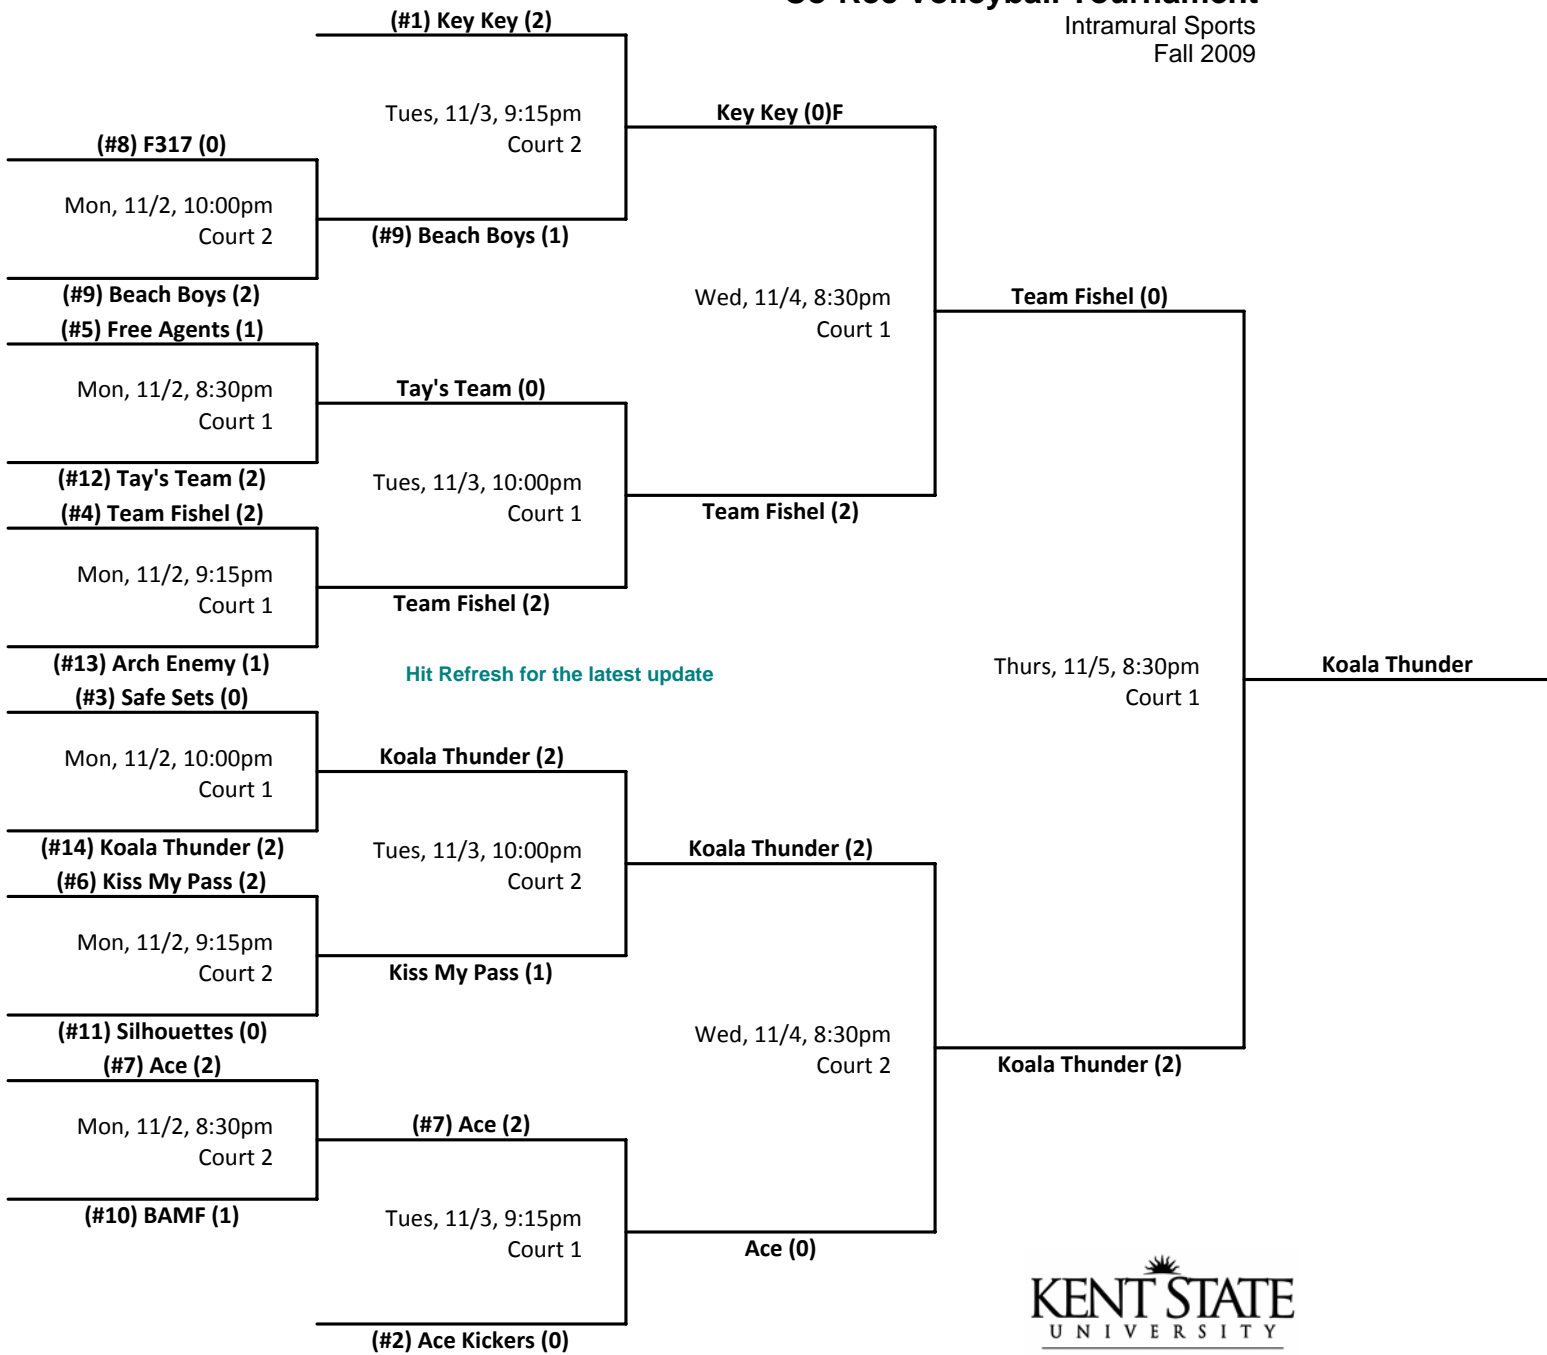 Intramural Sports
Fall 2009
(#1) Key Key (2)
Tues, 11/3, 9:15pm
Court 2
Key Key (0)F
(#8) F317 (0)
Mon, 11/2, 10:00pm
Court 2
(#9) Beach Boys (1)
(#9) Beach Boys (2)
Wed, 11/4, 8:30pm
Court 1
Team Fishel (0)
(#5) Free Agents (1)
Mon, 11/2, 8:30pm
Court 1
Tay's Team (0)
(#12) Tay's Team (2)
Tues, 11/3, 10:00pm
Court 1
Team Fishel (2)
(#4) Team Fishel (2)
Mon, 11/2, 9:15pm
Court 1
Team Fishel (2)
(#13) Arch Enemy (1)
Hit Refresh for the latest update
Thurs, 11/5, 8:30pm
Court 1
Koala Thunder
(#3) Safe Sets (0)
Mon, 11/2, 10:00pm
Court 1
Koala Thunder (2)
(#14) Koala Thunder (2)
Tues, 11/3, 10:00pm
Court 2
Koala Thunder (2)
(#6) Kiss My Pass (2)
Mon, 11/2, 9:15pm
Court 2
Kiss My Pass (1)
(#11) Silhouettes (0)
Wed, 11/4, 8:30pm
Court 2
Koala Thunder (2)
(#7) Ace (2)
Mon, 11/2, 8:30pm
Court 2
(#7) Ace (2)
(#10) BAMF (1)
Tues, 11/3, 9:15pm
Court 1
Ace (0)
(#2) Ace Kickers (0)
KENT STATE
UNIVERSITY